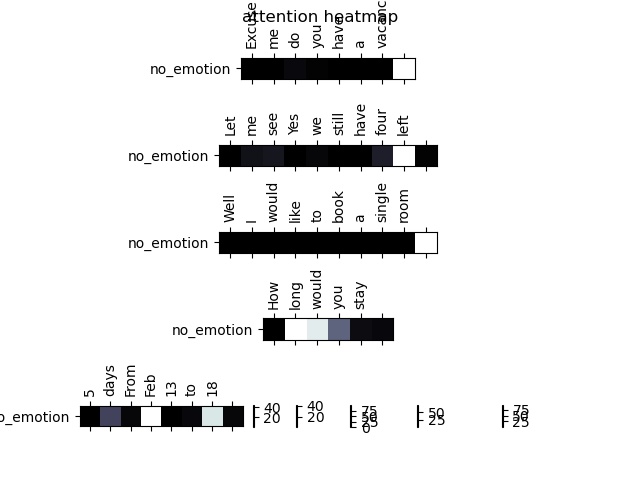 attention heatmap
Excuse me do you have a vacanc
no_emotion
Let me see Yes we still have four left
no_emotion
Well I would like to book a single room
no_emotion
How long would you stay
no_emotion
5 days From Feb 13 to 18
o_emotion
40 20
40 20
75 50 25 0
50 25
75 50 25